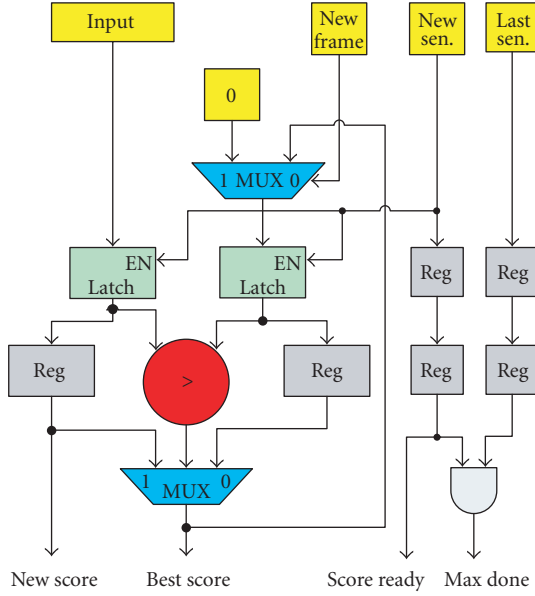 Input
New
frame
New
sen.
Last
sen.
0
1 MUX 0
EN
Latch
EN
Latch
Reg
Reg
Reg
>
Reg
Reg
Reg
1 MUX 0
New score
Best score
Score ready
Max done